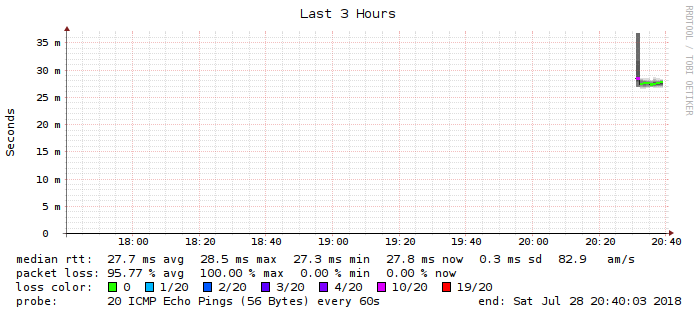 Last 3 Hours
RRDTOOL / TOBI OETIKER
Seconds
35 m
30 m
25 m
20 m
15 m
10 m
5 m
0
18:00 18:20 18:40 19:00 19:20 19:40 20:00 20:20 20:40
median rtt: 27.7 ms avg 28.5 ms max 27.3 ms min 27.8 ms now 0.3 ms sd 82.9 am/s
packet loss: 95.77 % avg 100.00 % max 0.00 % min 0.00 % now
loss color: 0 1/20 2/20 3/20 4/20 10/20 19/20
probe: 20 ICMP Echo Pings (56 Bytes) every 60s end: Sat Jul 28 20:40:03 2018